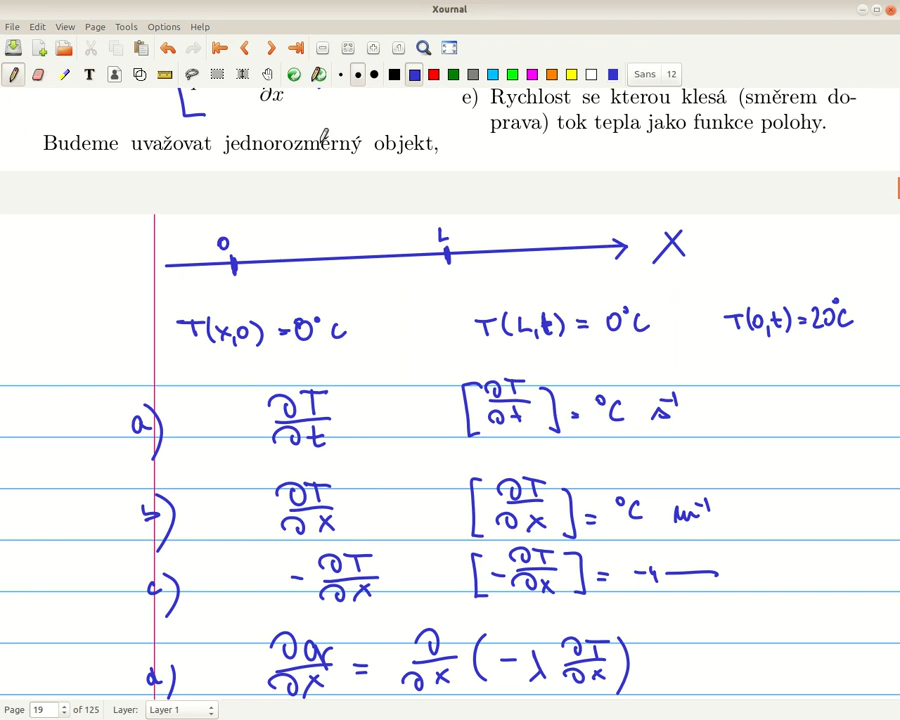 Xournal
File Edit View Page Tools Options Help
Sans 12
∂x
e) Rychlost se kterou klesá (směrem do-
prava) tok tepla jako funkce polohy.
Budeme uvažovat jednorozměrný objekt,
0 L X
T(x,0) = 0°C T(L,t) = 0°C T(0,t) = 20°C
a) ∂T/∂t [∂T/∂t] = °C s⁻¹
b) ∂T/∂x [∂T/∂x] = °C m⁻¹
c) -∂T/∂x [-∂T/∂x] = -〃-
d) ∂q/∂x = ∂/∂x (-λ ∂T/∂x)
Page 19 of 125 Layer: Layer 1